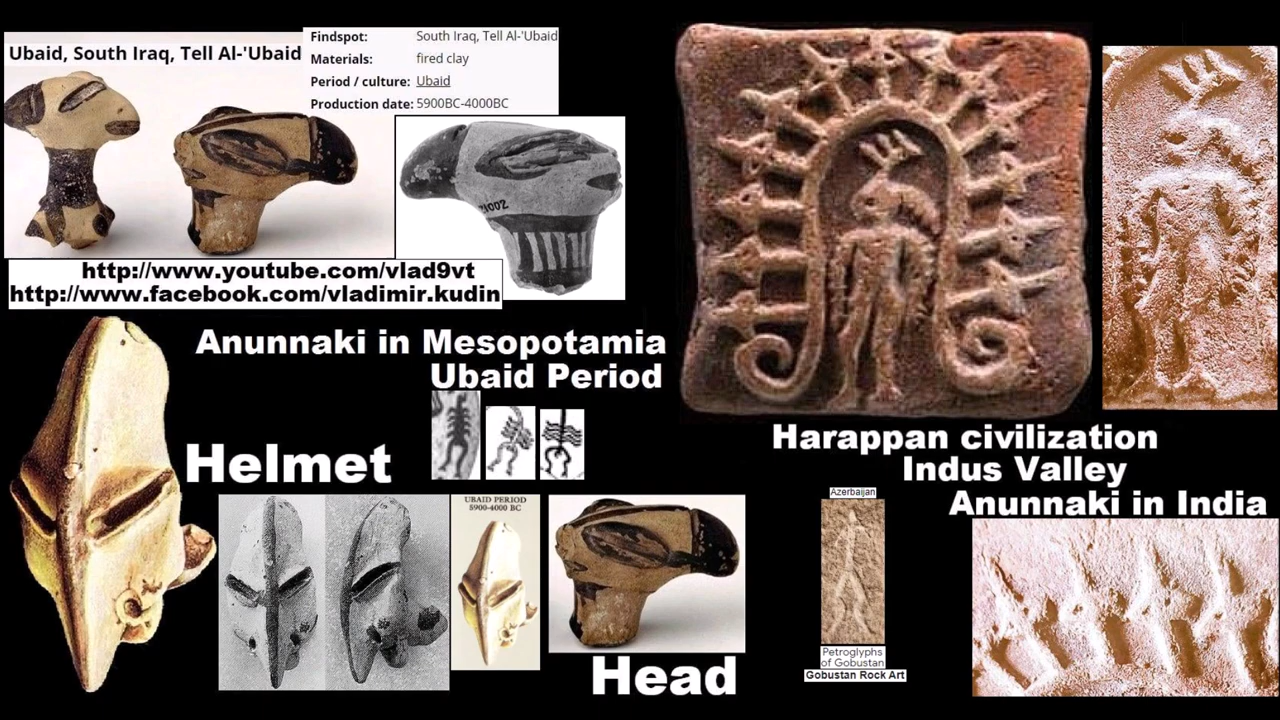 Ubaid, South Iraq, Tell Al-'Ubaid
Findspot: South Iraq, Tell Al-'Ubaid
Materials: fired clay
Period / culture: Ubaid
Production date: 5900BC-4000BC
http://www.youtube.com/vlad9vt
http://www.facebook.com/vladimir.kudin
Anunnaki in Mesopotamia
Ubaid Period
Helmet
UBAID PERIOD
5900-4000 BC
Head
Harappan civilization
Indus Valley
Anunnaki in India
Azerbaijan
Petroglyphs
of Gobustan
Gobustan Rock Art